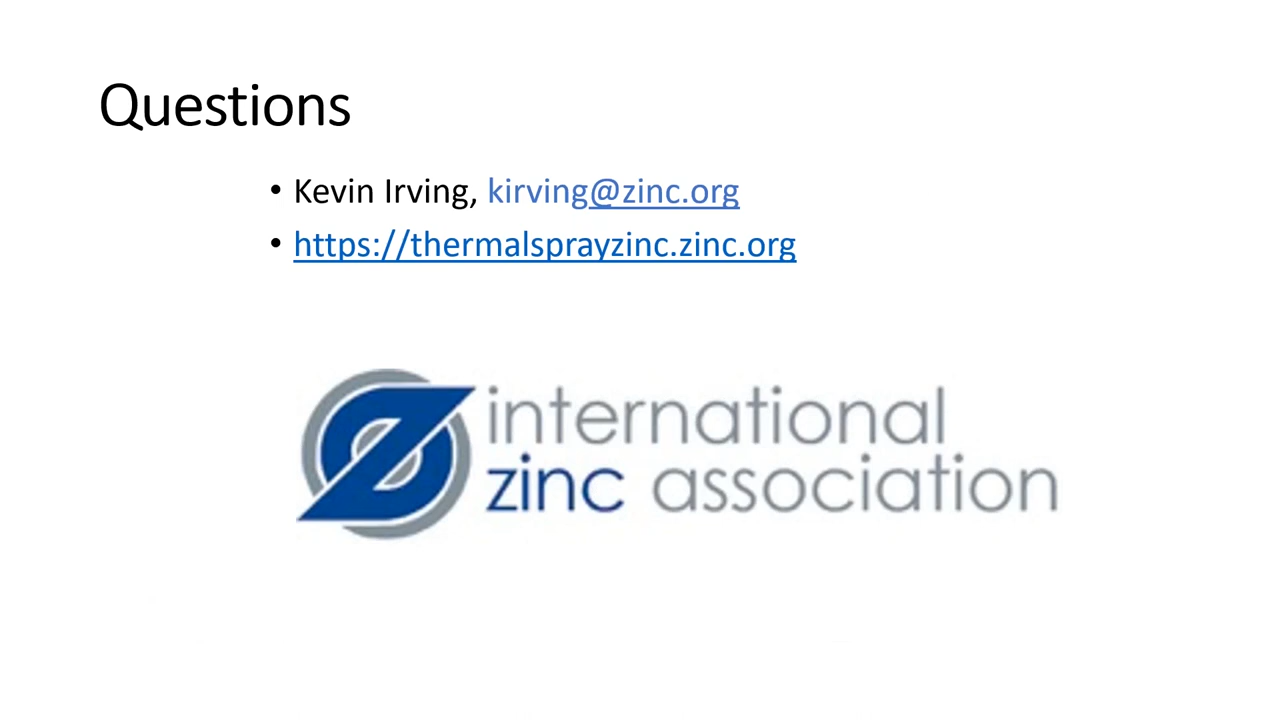 Questions
• Kevin Irving, kirving@zinc.org
• https://thermalsprayzinc.zinc.org
international
zinc association